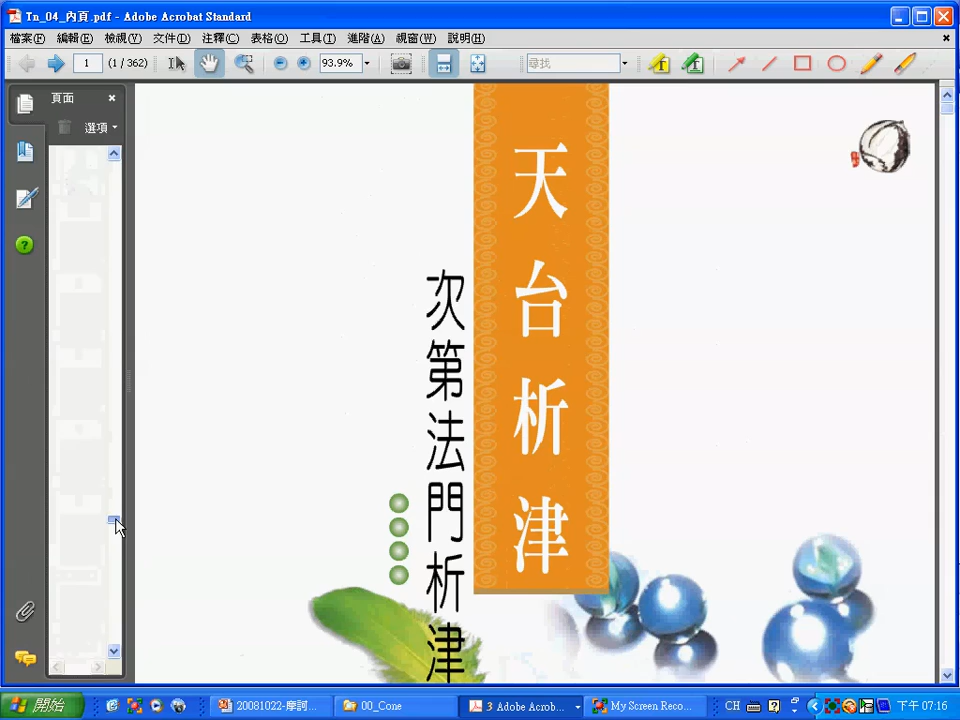 Tn_04_內頁.pdf - Adobe Acrobat Standard
檔案(F) 編輯(E) 檢視(V) 文件(D) 注釋(C) 表格(O) 工具(T) 進階(A) 視窗(W) 說明(H)
1 (1 / 362) 93.9% 尋找
頁面
選項
天台析津
次第法門析津
開始 20081022-摩訶... 00_Cone 3 Adobe Acrob... My Screen Reco... CH 下午 07:16